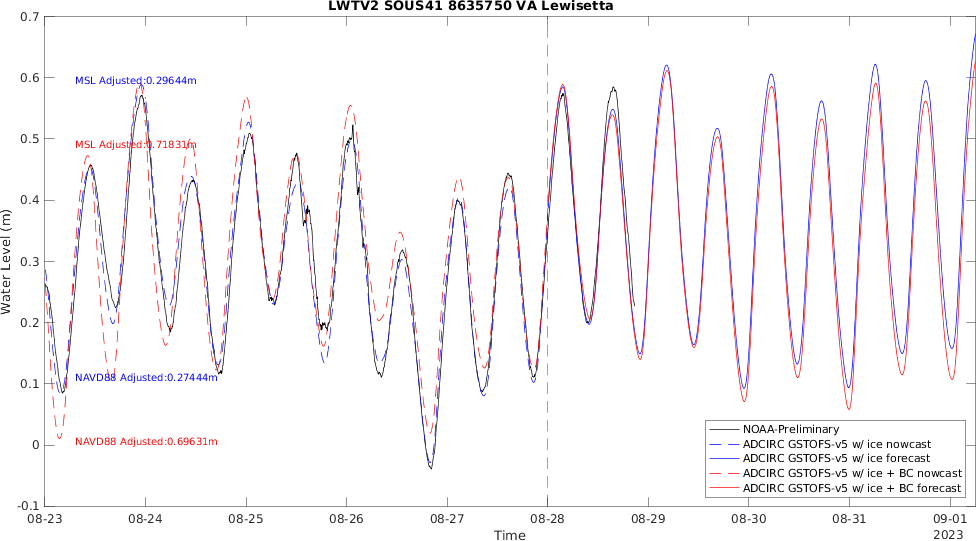 LWTV2 SOUS41 8635750 VA Lewisetta
0.7
0.6
0.5
0.4
0.3
0.2
0.1
0
-0.1
Water Level (m)
MSL Adjusted:0.29644m
MSL Adjusted:0.71831m
NAVD88 Adjusted:0.27444m
NAVD88 Adjusted:0.69631m
NOAA-Preliminary
ADCIRC GSTOFS-v5 w/ ice nowcast
ADCIRC GSTOFS-v5 w/ ice forecast
ADCIRC GSTOFS-v5 w/ ice + BC nowcast
ADCIRC GSTOFS-v5 w/ ice + BC forecast
08-23 08-24 08-25 08-26 08-27 08-28 08-29 08-30 08-31 09-01
Time
2023